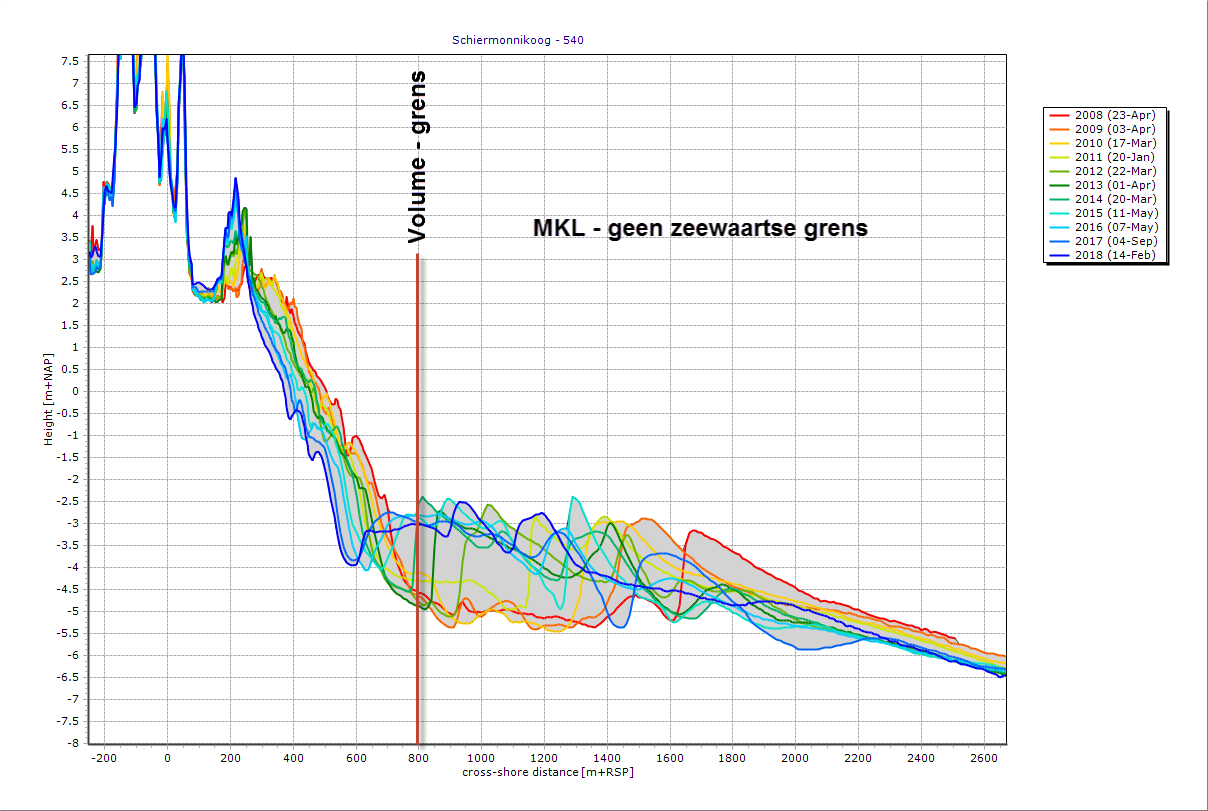 Schiermonnikoog - 540
7.5
7
6.5
6
5.5
5
4.5
4
3.5
3
2.5
2
1.5
1
0.5
0
-0.5
-1
-1.5
-2
-2.5
-3
-3.5
-4
-4.5
-5
-5.5
-6
-6.5
-7
-7.5
-8
Height [m+NAP]
Volume - grens
MKL - geen zeewaartse grens
-200 0 200 400 600 800 1000 1200 1400 1600 1800 2000 2200 2400 2600
cross-shore distance [m+RSP]
2008 (23-Apr)
2009 (03-Apr)
2010 (17-Mar)
2011 (20-Jan)
2012 (22-Mar)
2013 (01-Apr)
2014 (20-Mar)
2015 (11-May)
2016 (07-May)
2017 (04-Sep)
2018 (14-Feb)